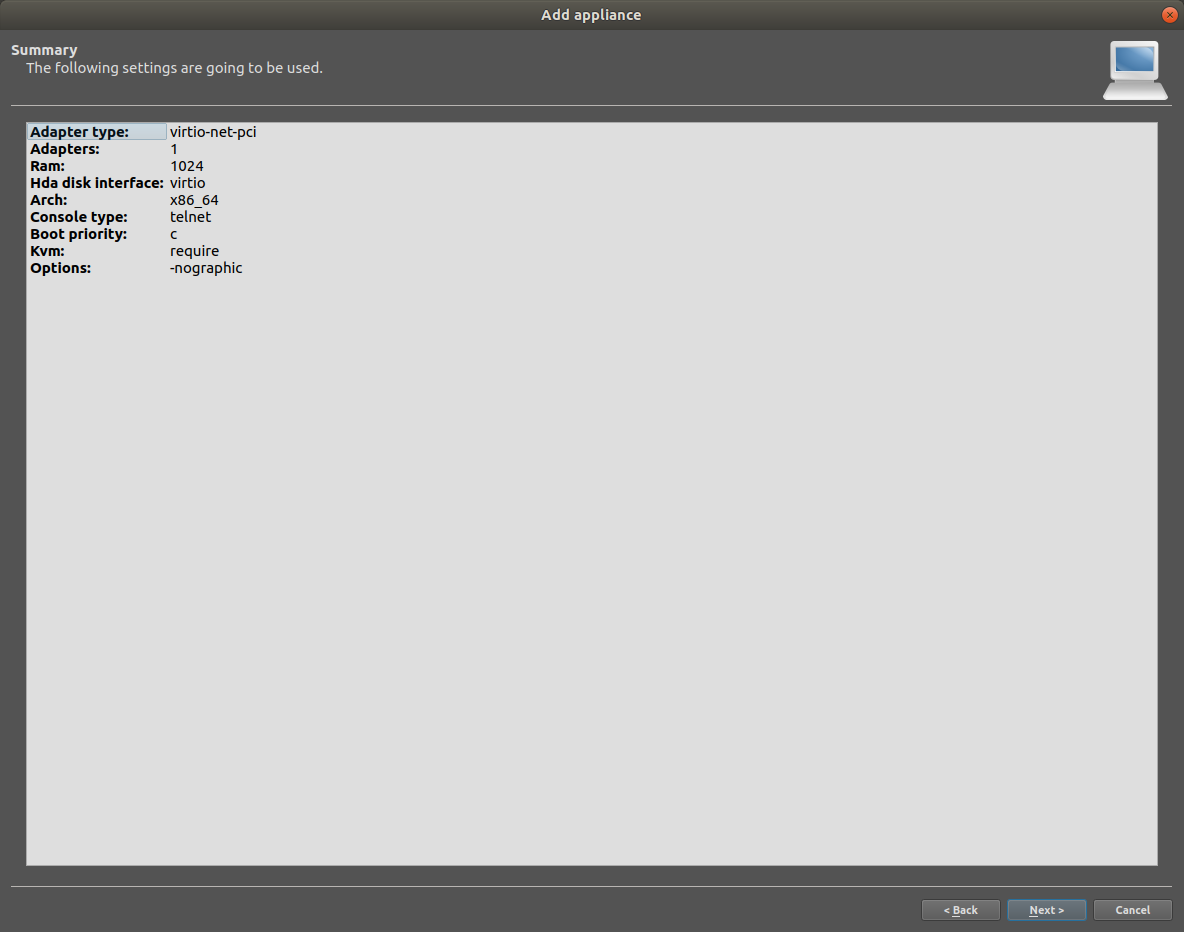 Add appliance
Summary
The following settings are going to be used.
Adapter type: virtio-net-pci
Adapters: 1
Ram: 1024
Hda disk interface: virtio
Arch: x86_64
Console type: telnet
Boot priority: c
Kvm: require
Options: -nographic
< Back Next > Cancel